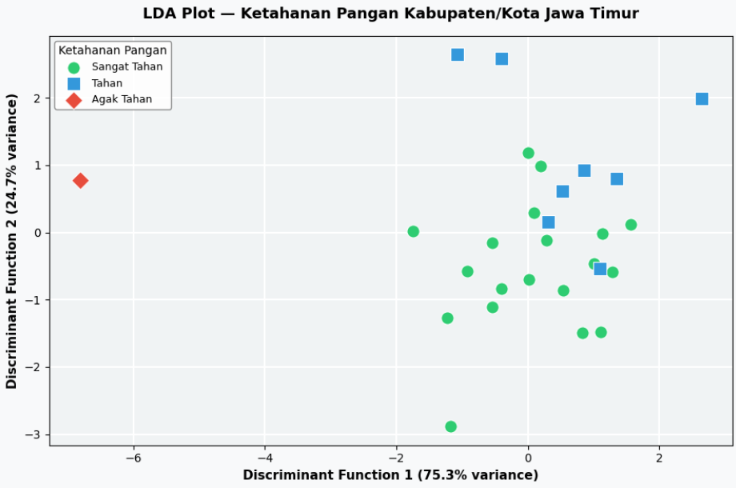 LDA Plot — Ketahanan Pangan Kabupaten/Kota Jawa Timur
Ketahanan Pangan
Sangat Tahan
Tahan
Agak Tahan
Discriminant Function 2 (24.7% variance)
2
1
0
−1
−2
−3
−6
−4
−2
0
2
Discriminant Function 1 (75.3% variance)